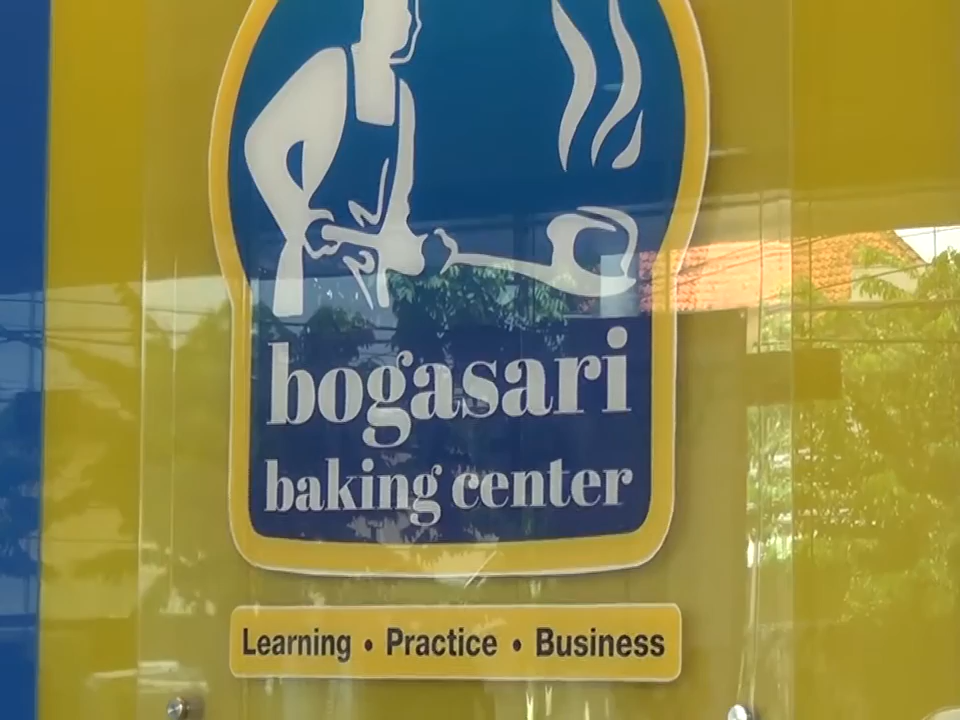 bogasari
baking center
Learning • Practice • Business